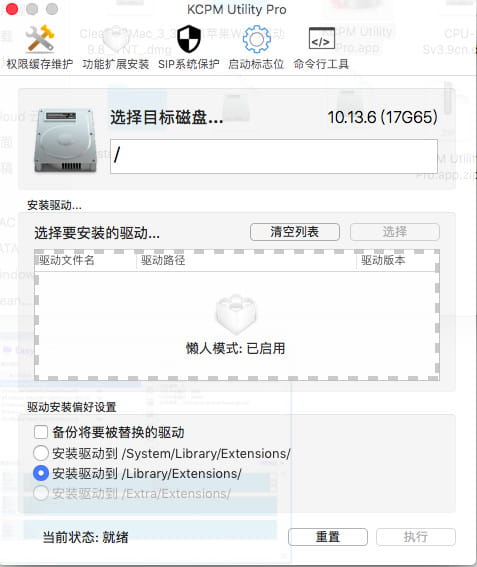 KCPM Utility Pro
权限缓存维护 功能扩展安装 SIP系统保护 启动标志位 命令行工具
选择目标磁盘... 10.13.6 (17G65)
/
安装驱动...
选择要安装的驱动... 清空列表 选择
驱动文件名 驱动路径 驱动版本
懒人模式: 已启用
驱动安装偏好设置
备份将要被替换的驱动
安装驱动到 /System/Library/Extensions/
安装驱动到 /Library/Extensions/
安装驱动到 /Extra/Extensions/
当前状态: 就绪 重置 执行